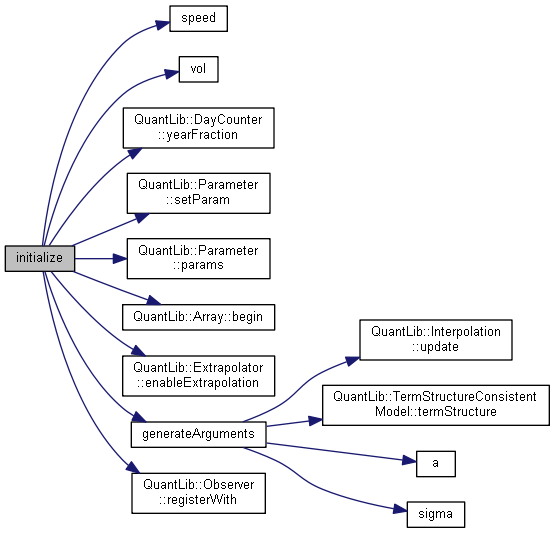 speed
vol
QuantLib::DayCounter
::yearFraction
QuantLib::Parameter
::setParam
initialize
QuantLib::Parameter
::params
QuantLib::Array::begin
QuantLib::Extrapolator
::enableExtrapolation
generateArguments
QuantLib::Observer
::registerWith
QuantLib::Interpolation
::update
QuantLib::TermStructureConsistent
Model::termStructure
a
sigma